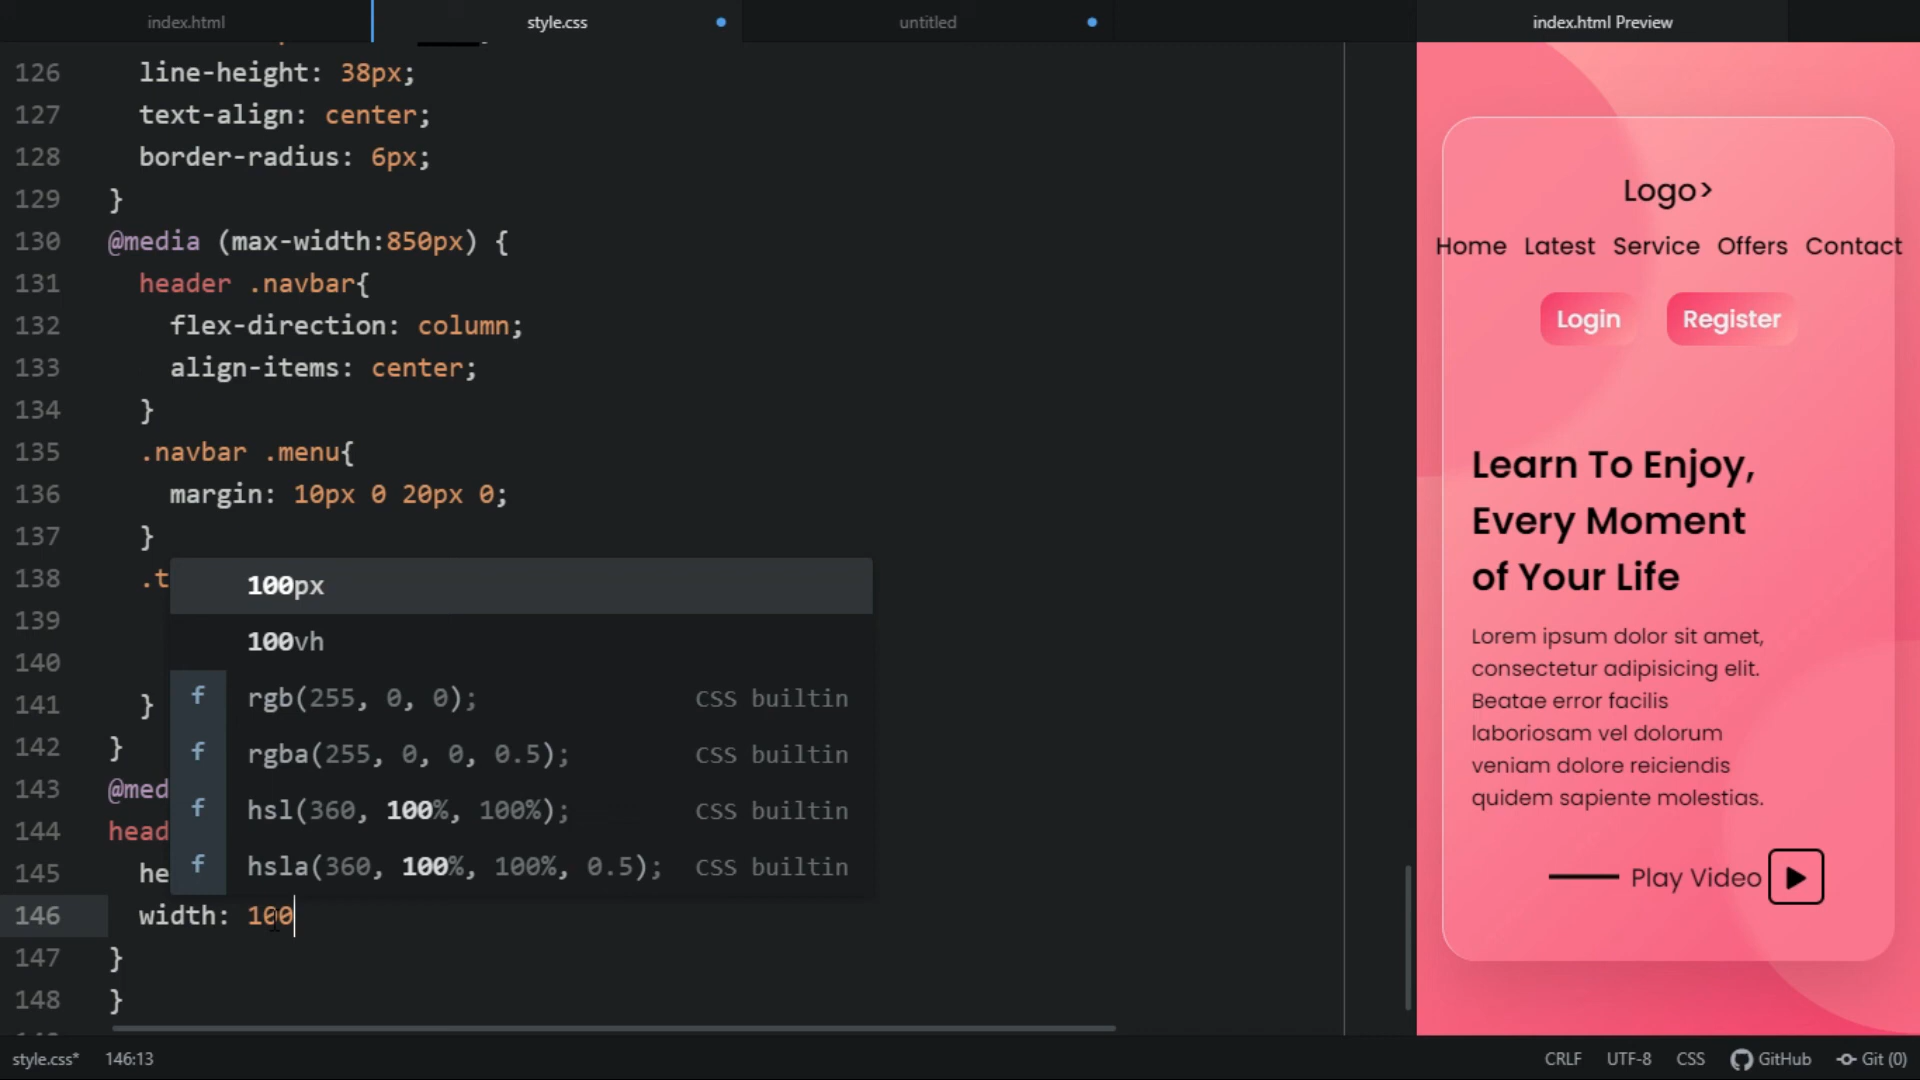 index.html
style.css
untitled
index.html Preview
126 line-height: 38px;
127 text-align: center;
128 border-radius: 6px;
129 }
130 @media (max-width:850px) {
131 header .navbar{
132 flex-direction: column;
133 align-items: center;
134 }
135 .navbar .menu{
136 margin: 10px 0 20px 0;
137 }
138 .t
139
140
141 }
142 }
143 @med
144 head
145 he
146 width: 100
147 }
148 }
100px
100vh
f rgb(255, 0, 0); CSS builtin
f rgba(255, 0, 0, 0.5); CSS builtin
f hsl(360, 100%, 100%); CSS builtin
f hsla(360, 100%, 100%, 0.5); CSS builtin
Logo>
Home Latest Service Offers Contact
Login Register
Learn To Enjoy,
Every Moment
of Your Life
Lorem ipsum dolor sit amet,
consectetur adipisicing elit.
Beatae error facilis
laboriosam vel dolorum
veniam dolore reiciendis
quidem sapiente molestias.
Play Video
style.css* 146:13
CRLF UTF-8 CSS GitHub Git (0)